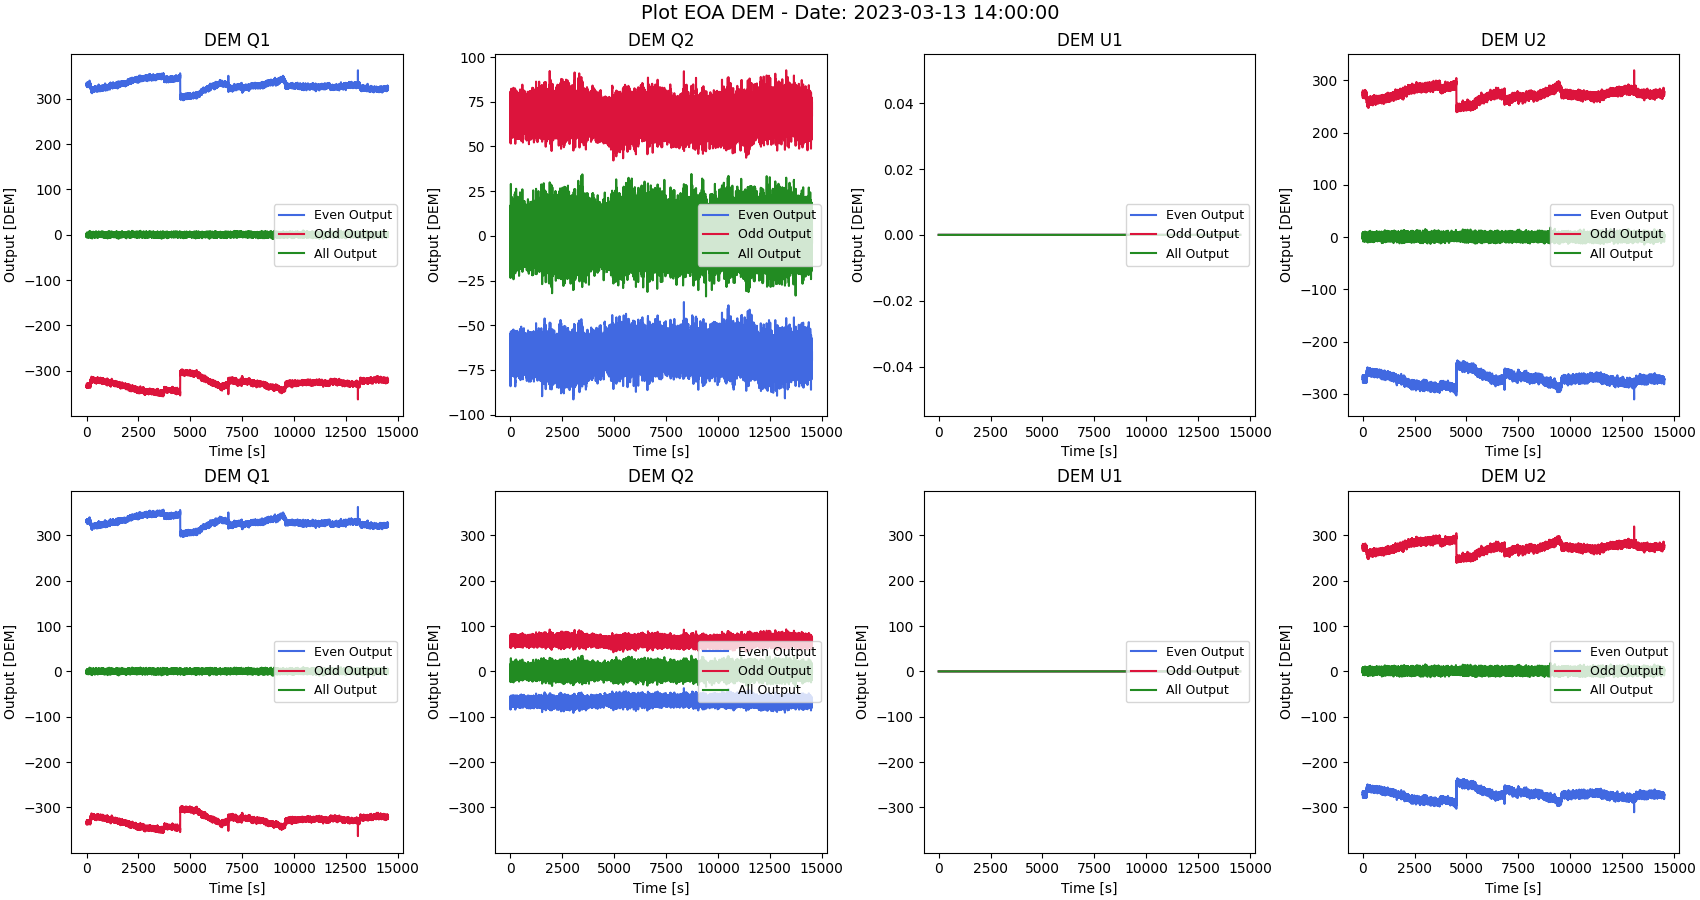 Plot EOA DEM - Date: 2023-03-13 14:00:00
DEM Q1
300
200
100
0
−100
−200
−300
Output [DEM]
Even Output
Odd Output
All Output
0 2500 5000 7500 10000 12500 15000
Time [s]
DEM Q2
100
75
50
25
0
−25
−50
−75
−100
Output [DEM]
Even Output
Odd Output
All Output
0 2500 5000 7500 10000 12500 15000
Time [s]
DEM U1
0.04
0.02
0.00
−0.02
−0.04
Output [DEM]
Even Output
Odd Output
All Output
0 2500 5000 7500 10000 12500 15000
Time [s]
DEM U2
300
200
100
0
−100
−200
−300
Output [DEM]
Even Output
Odd Output
All Output
0 2500 5000 7500 10000 12500 15000
Time [s]
DEM Q1
300
200
100
0
−100
−200
−300
Output [DEM]
Even Output
Odd Output
All Output
0 2500 5000 7500 10000 12500 15000
Time [s]
DEM Q2
300
200
100
0
−100
−200
−300
Output [DEM]
Even Output
Odd Output
All Output
0 2500 5000 7500 10000 12500 15000
Time [s]
DEM U1
300
200
100
0
−100
−200
−300
Output [DEM]
Even Output
Odd Output
All Output
0 2500 5000 7500 10000 12500 15000
Time [s]
DEM U2
300
200
100
0
−100
−200
−300
Output [DEM]
Even Output
Odd Output
All Output
0 2500 5000 7500 10000 12500 15000
Time [s]